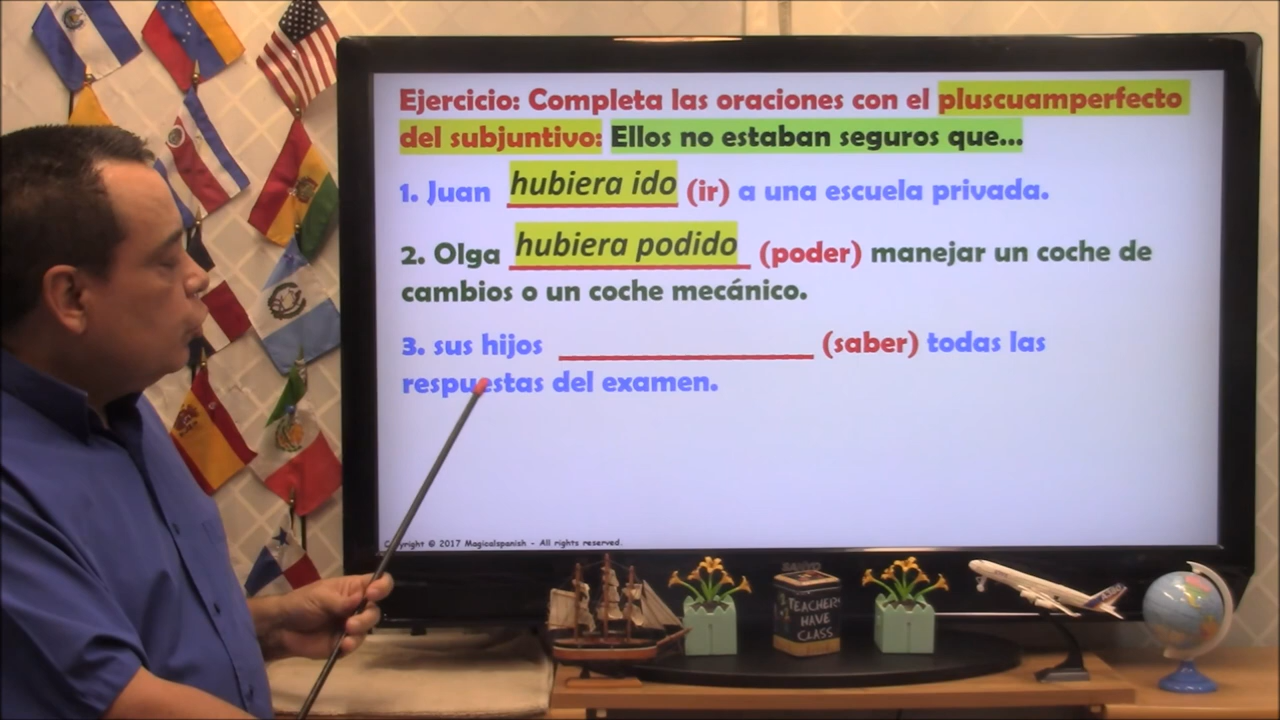 Ejercicio: Completa las oraciones con el pluscuamperfecto
del subjuntivo: Ellos no estaban seguros que...
1. Juan hubiera ido (ir) a una escuela privada.
2. Olga hubiera podido (poder) manejar un coche de
cambios o un coche mecánico.
3. sus hijos ____________ (saber) todas las
respuestas del examen.
Copyright © 2017 Magicalspanish - All rights reserved.
SANYO
TEACHERS
HAVE
CLASS